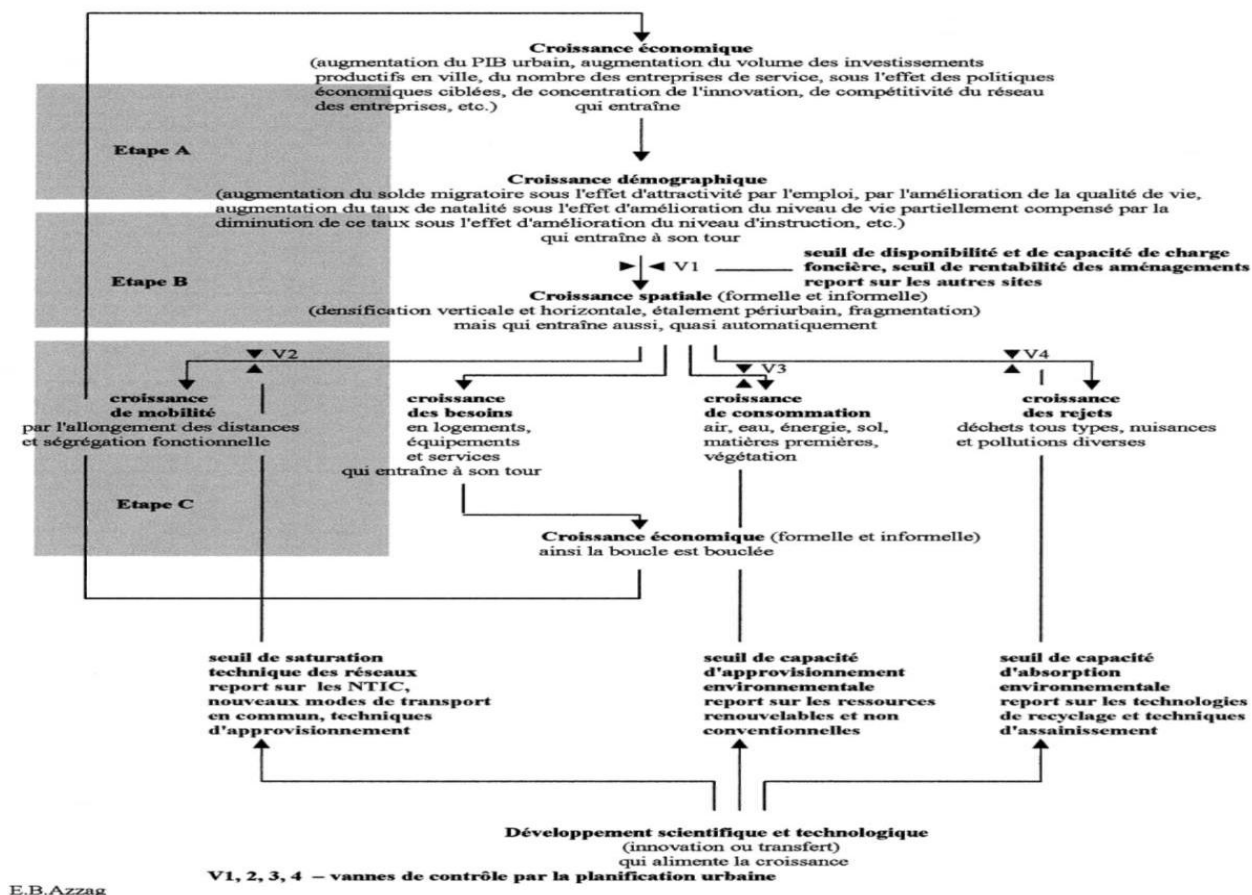 Croissance économique
(augmentation du PIB urbain, augmentation du volume des investissements
productifs en ville, du nombre des entreprises de service, sous l'effet des politiques
économiques ciblées, de concentration de l'innovation, de compétitivité du réseau
des entreprises, etc.) qui entraîne
Etape A
Croissance démographique
(augmentation du solde migratoire sous l'effet d'attractivité par l'emploi, par l'amélioration de la qualité de vie,
augmentation du taux de natalité sous l'effet d'amélioration du niveau de vie partiellement compensé par la
diminution de ce taux sous l'effet d'amélioration du niveau d'instruction, etc.)
qui entraîne à son tour
V1
seuil de disponibilité et de capacité de charge
foncière, seuil de rentabilité des aménagements
report sur les autres sites
Etape B
Croissance spatiale (formelle et informelle)
(densification verticale et horizontale, étalement périurbain, fragmentation)
mais qui entraîne aussi, quasi automatiquement
V2
V3
V4
croissance
de mobilité
par l'allongement des distances
et ségrégation fonctionnelle
croissance
des besoins
en logements,
équipements
et services
qui entraîne à son tour
croissance
de consommation
air, eau, énergie, sol,
matières premières,
végétation
croissance
des rejets
déchets tous types, nuisances
et pollutions diverses
Etape C
Croissance économique (formelle et informelle)
ainsi la boucle est bouclée
seuil de saturation
technique des réseaux
report sur les NTIC,
nouveaux modes de transport
en commun, techniques
d'approvisionnement
seuil de capacité
d'approvisionnement
environnementale
report sur les ressources
renouvelables et non
conventionnelles
seuil de capacité
d'absorption
environnementale
report sur les technologies
de recyclage et techniques
d'assainissement
Développement scientifique et technologique
(innovation ou transfert)
qui alimente la croissance
V1, 2, 3, 4 – vannes de contrôle par la planification urbaine
E.B.Azzag